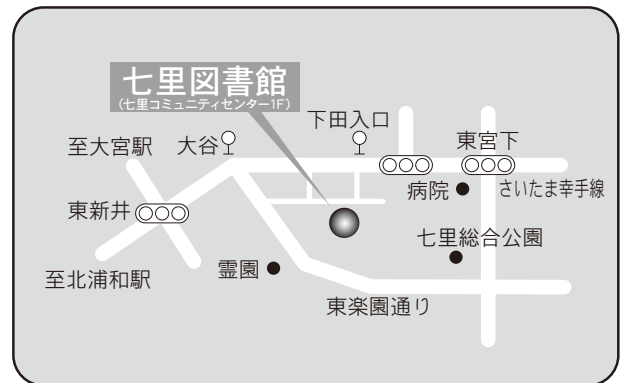 七里図書館
(七里コミュニティセンター1F)
下田入口
至大宮駅
大谷
東宮下
病院
さいたま幸手線
東新井
七里総合公園
霊園
至北浦和駅
東楽園通り